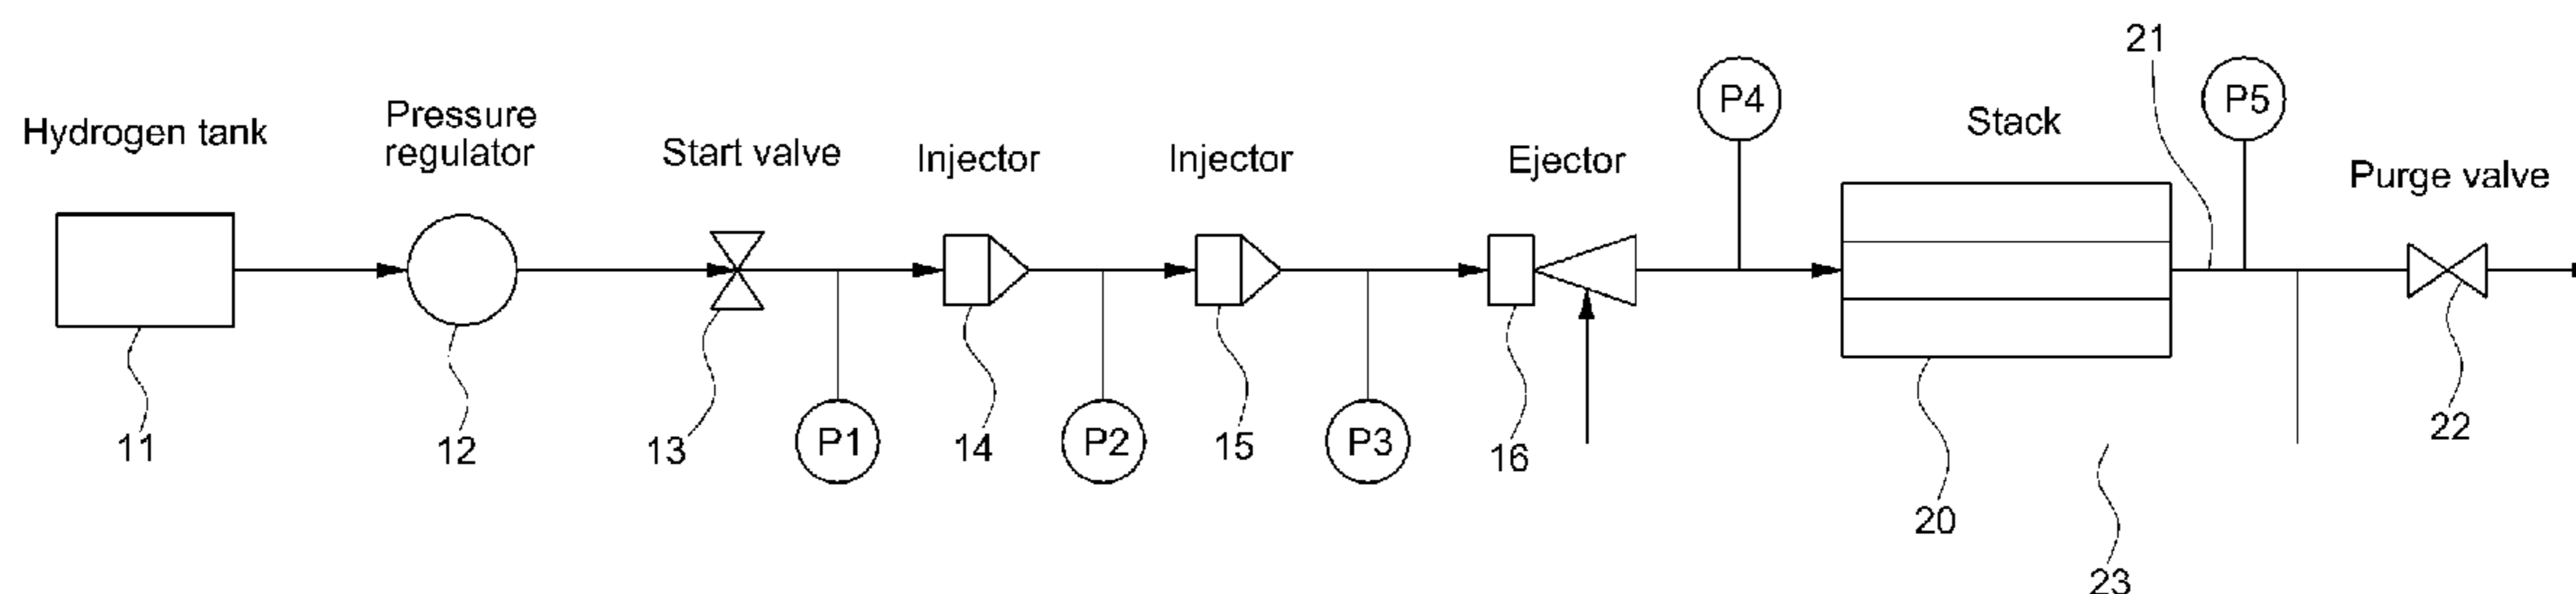 21
P4
P5
Hydrogen tank
Pressure
regulator
Start valve
Injector
Injector
Ejector
Stack
Purge valve
11
12
13
P1
14
P2
15
P3
16
20
22
23